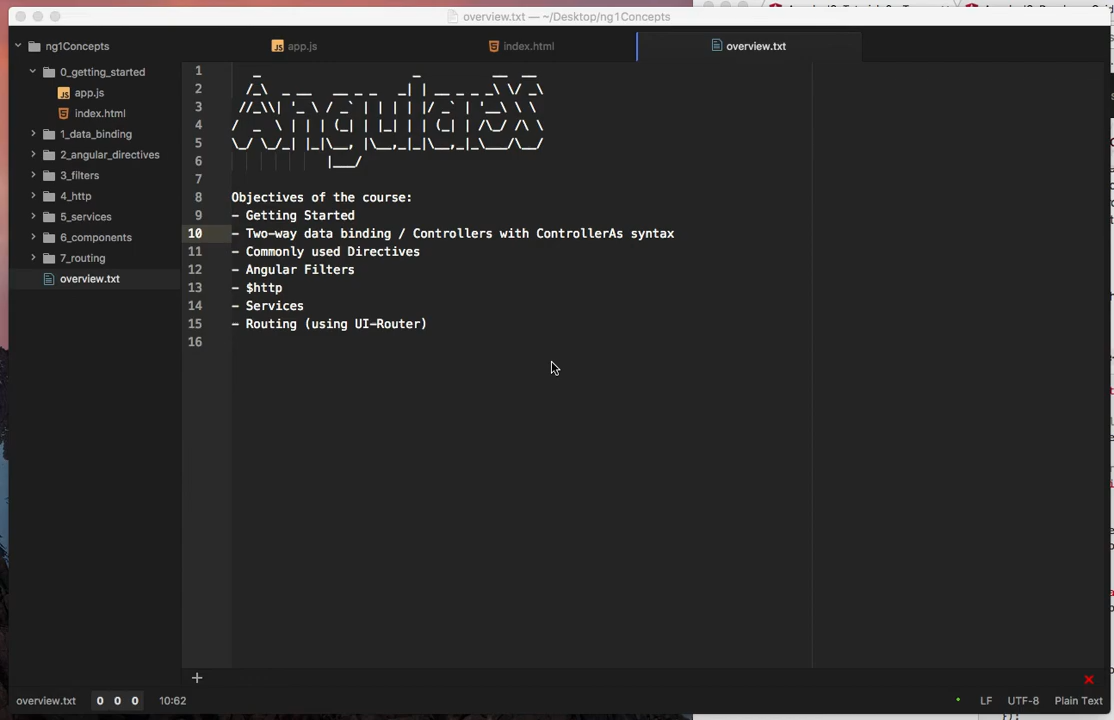 overview.txt — ~/Desktop/ng1Concepts
ng1Concepts
app.js
index.html
overview.txt
0_getting_started
app.js
index.html
1_data_binding
2_angular_directives
3_filters
4_http
5_services
6_components
7_routing
overview.txt
1
2
3
4
5
6
7
8 Objectives of the course:
9 - Getting Started
10 - Two-way data binding / Controllers with ControllerAs syntax
11 - Commonly used Directives
12 - Angular Filters
13 - $http
14 - Services
15 - Routing (using UI-Router)
16
overview.txt 0 0 0 10:62 LF UTF-8 Plain Text